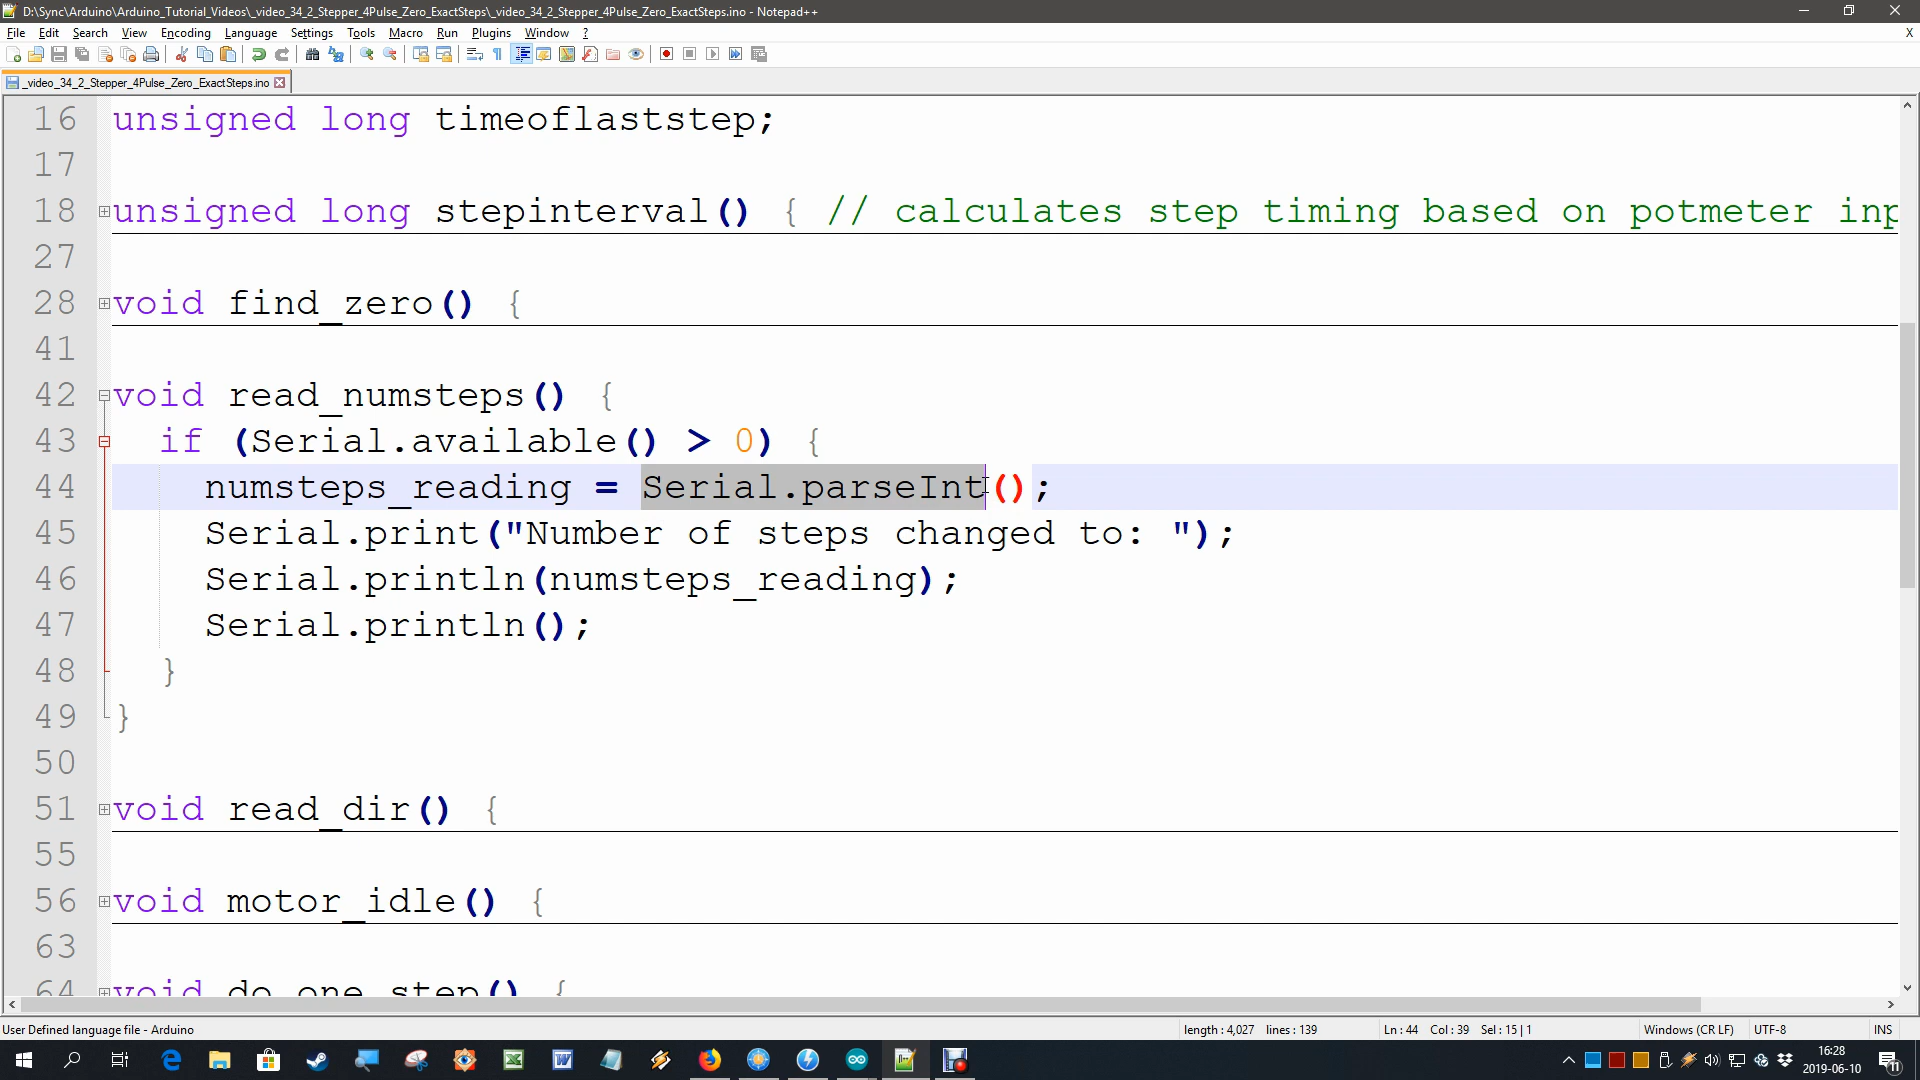 D:\Sync\Arduino\Arduino_Tutorial_Videos\_video_34_2_Stepper_4Pulse_Zero_ExactSteps\_video_34_2_Stepper_4Pulse_Zero_ExactSteps.ino - Notepad++
File Edit Search View Encoding Language Settings Tools Macro Run Plugins Window ? X
_video_34_2_Stepper_4Pulse_Zero_ExactSteps.ino
16 unsigned long timeoflaststep;
17
18 unsigned long stepinterval() { // calculates step timing based on potmeter inp
27
28 void find_zero() {
41
42 void read_numsteps() {
43 if (Serial.available() > 0) {
44 numsteps_reading = Serial.parseInt();
45 Serial.print("Number of steps changed to: ");
46 Serial.println(numsteps_reading);
47 Serial.println();
48 }
49 }
50
51 void read_dir() {
55
56 void motor_idle() {
63
64 void do_one_step() {
User Defined language file - Arduino length : 4,027 lines : 139 Ln : 44 Col : 39 Sel : 15 | 1 Windows (CR LF) UTF-8 INS
16:28
2019-06-10
11